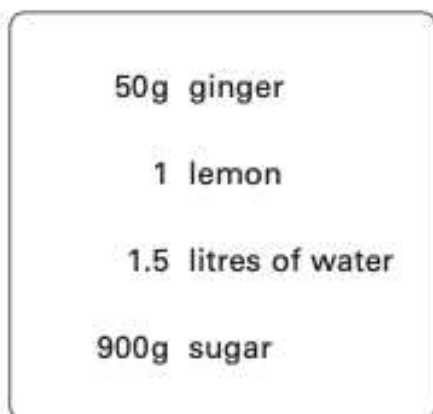 50g ginger
1 lemon
1.5 litres of water
900g sugar